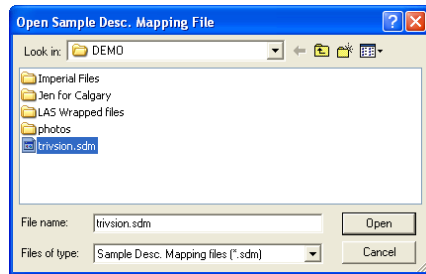 Open Sample Desc. Mapping File
Look in: DEMO
Imperial Files
Jen for Calgary
LAS Wrapped files
photos
trivsion.sdm
File name: trivsion.sdm Open
Files of type: Sample Desc. Mapping files (*.sdm) Cancel